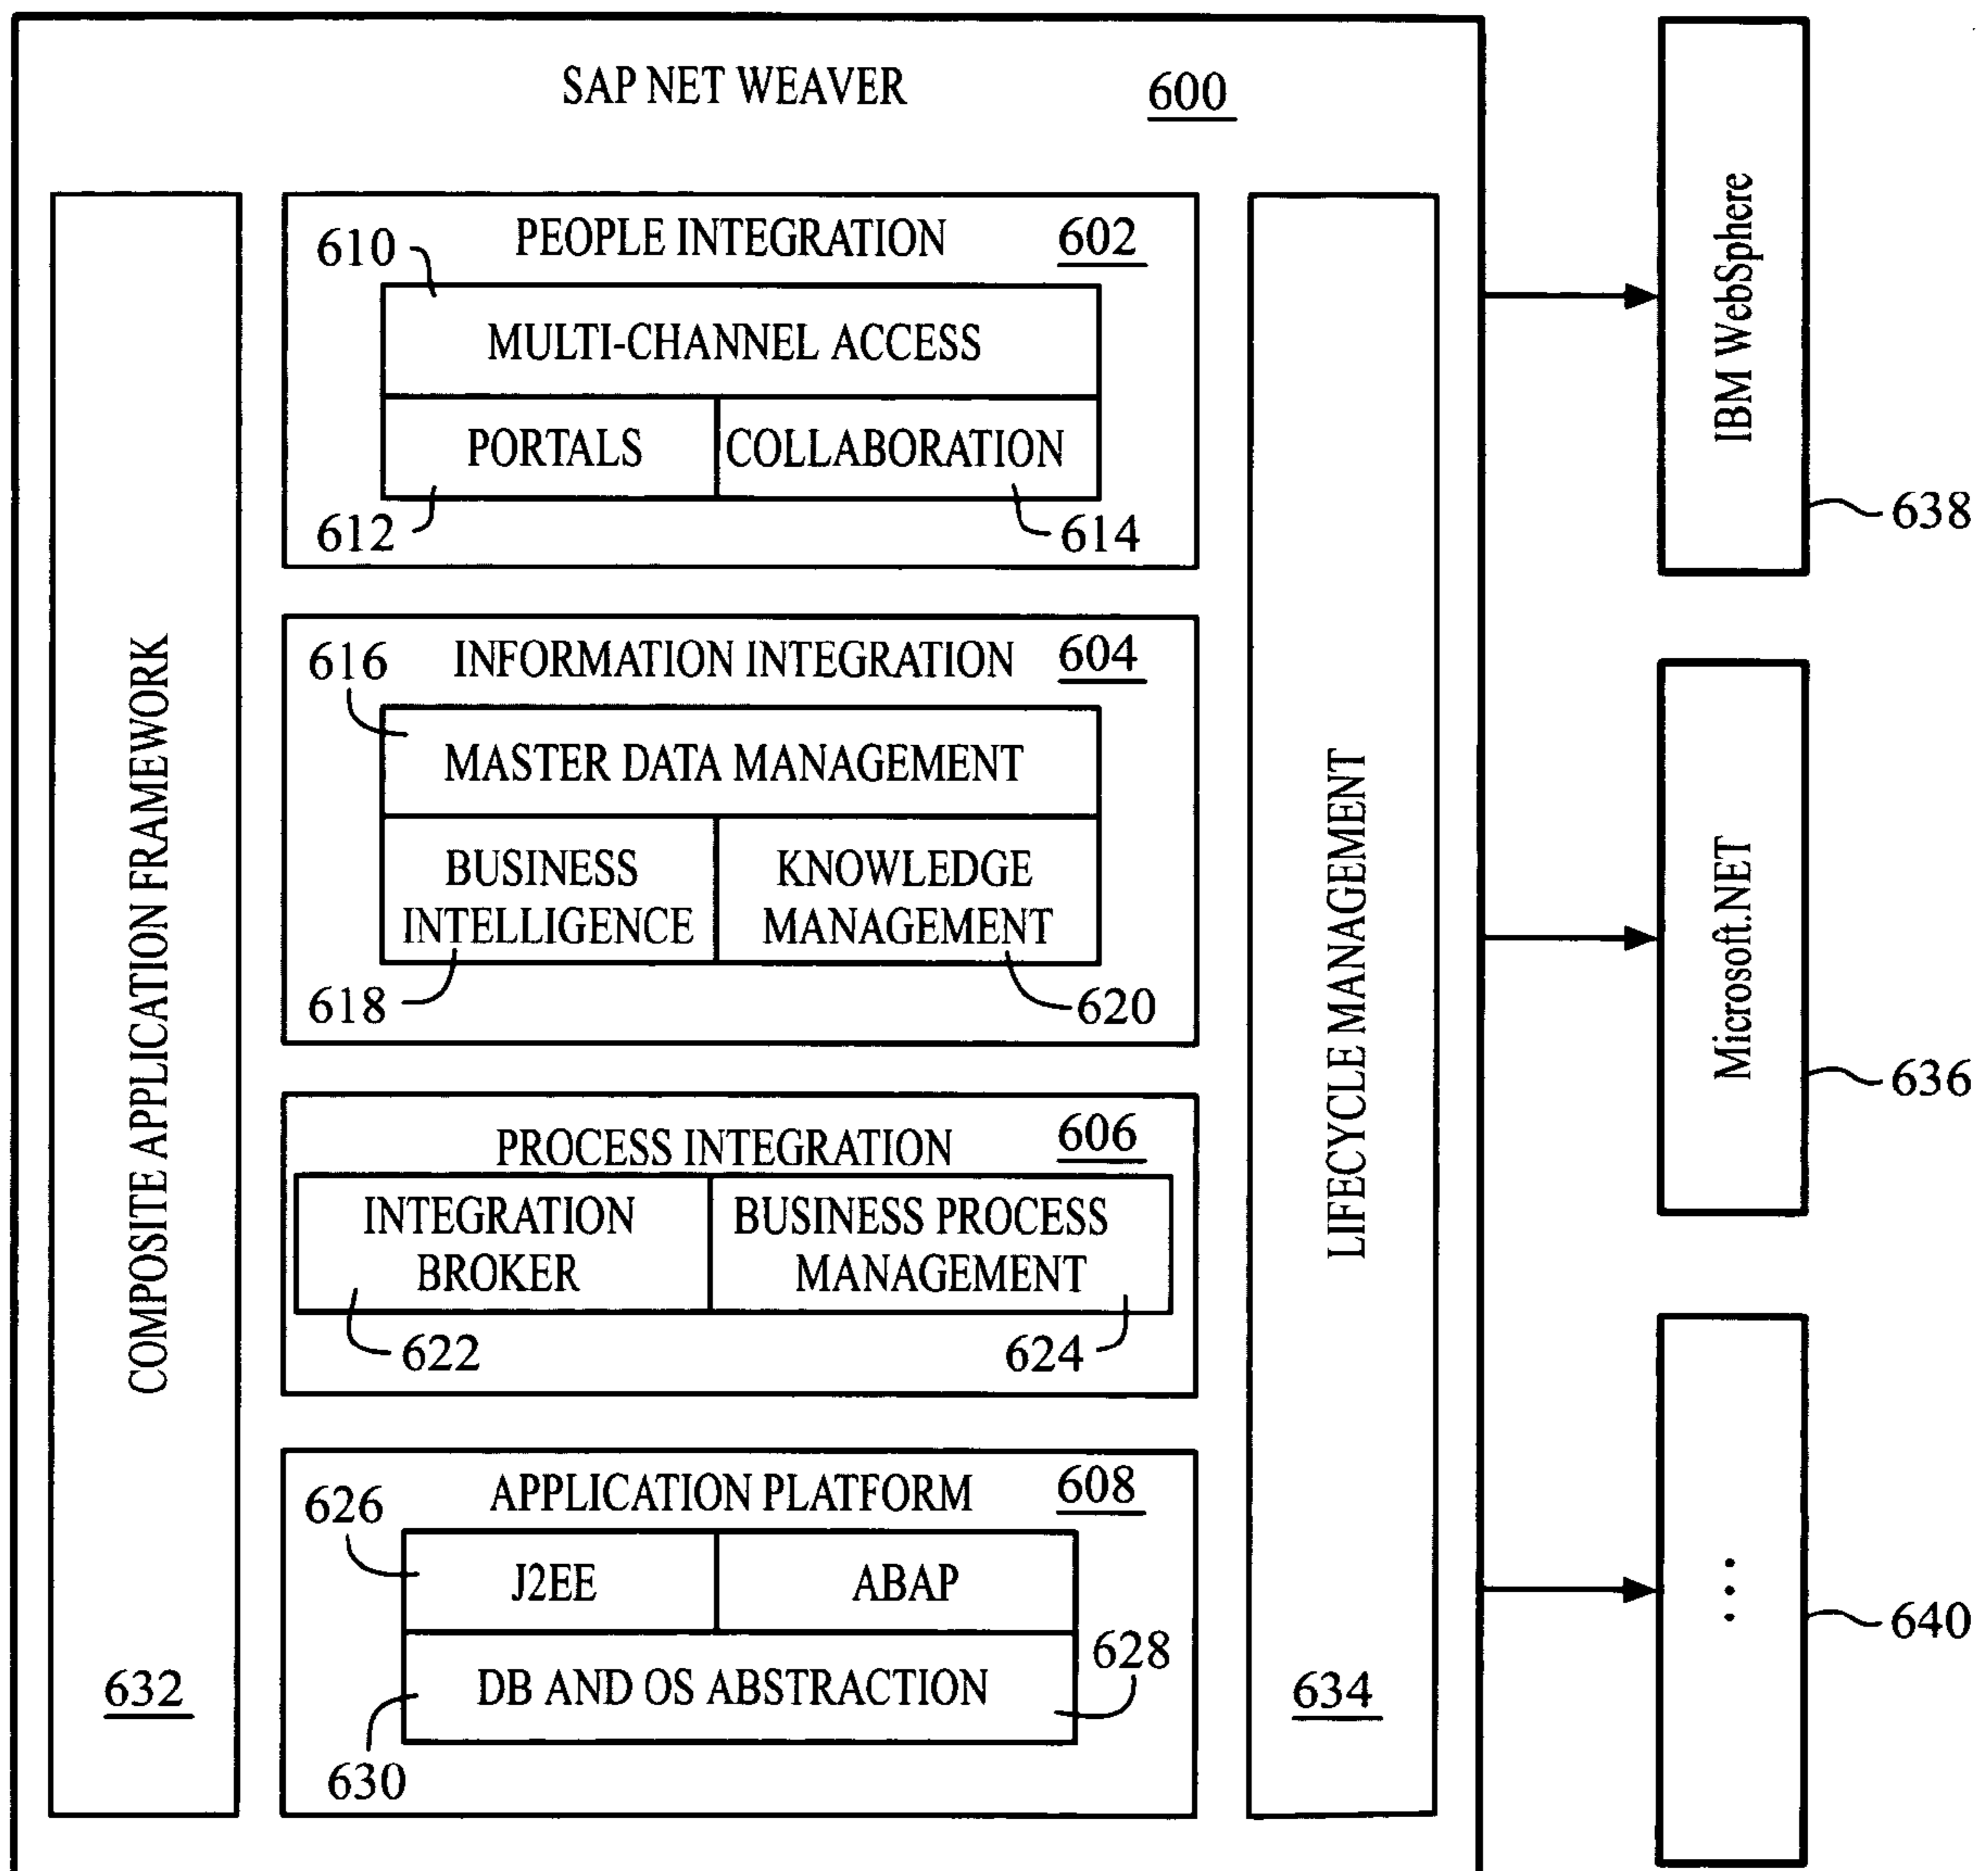 SAP NET WEAVER 600
COMPOSITE APPLICATION FRAMEWORK
632
PEOPLE INTEGRATION 602
610
MULTI-CHANNEL ACCESS
PORTALS COLLABORATION
612 614
INFORMATION INTEGRATION 604
616
MASTER DATA MANAGEMENT
BUSINESS INTELLIGENCE
KNOWLEDGE MANAGEMENT
618 620
PROCESS INTEGRATION 606
INTEGRATION BROKER
BUSINESS PROCESS MANAGEMENT
622 624
APPLICATION PLATFORM 608
626
J2EE ABAP
628
DB AND OS ABSTRACTION
630
LIFECYCLE MANAGEMENT
634
IBM WebSphere
638
Microsoft.NET
636
...
640